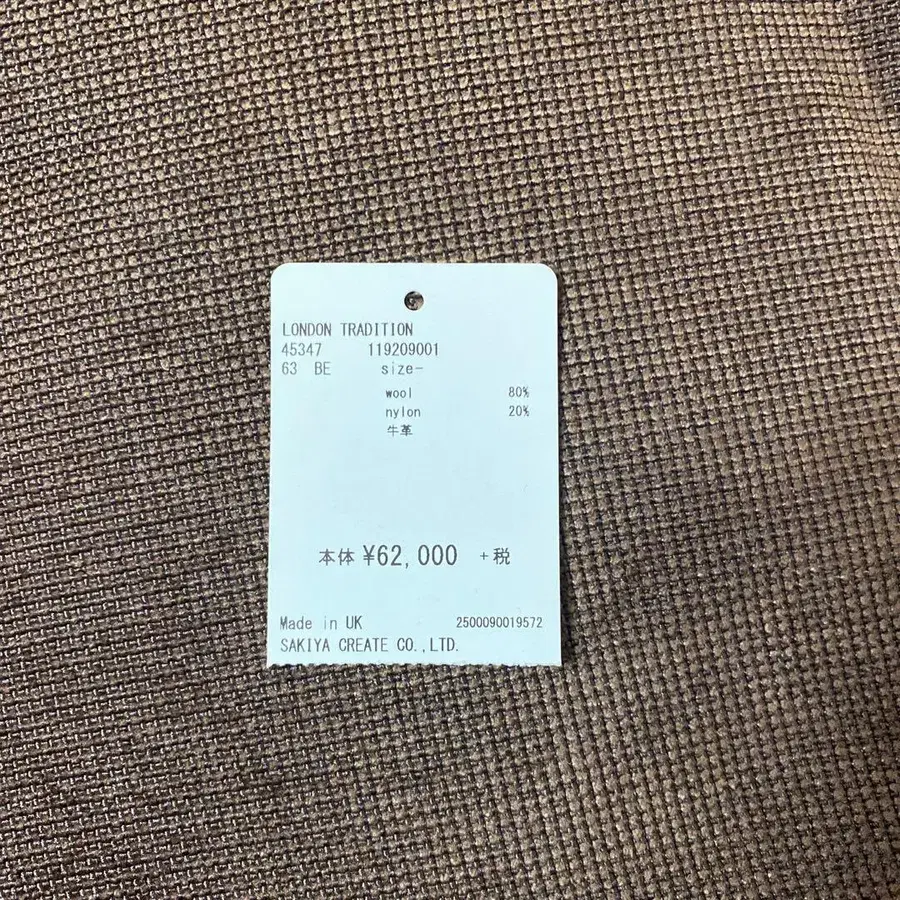 LONDON TRADITION
45347 119209001
63 BE size-
wool 80%
nylon 20%
牛革
本体 ¥62,000 +税
Made in UK 2500090019572
SAKIYA CREATE CO.,LTD.